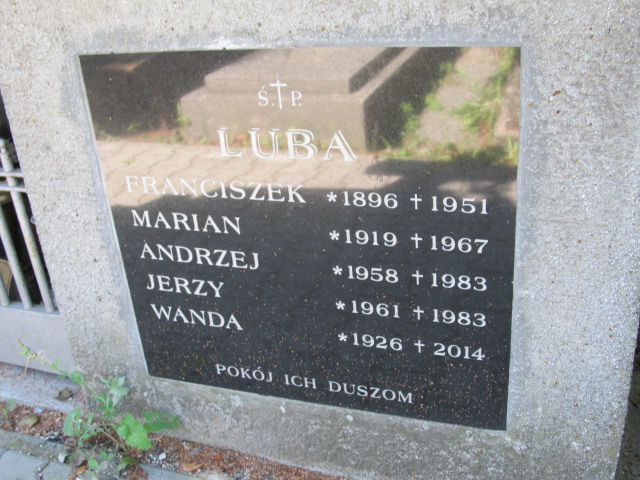 Ś.†P.
LUBA
FRANCISZEK *1896 †1951
MARIAN *1919 †1967
ANDRZEJ *1958 †1983
JERZY *1961 †1983
WANDA *1926 †2014
POKÓJ ICH DUSZOM